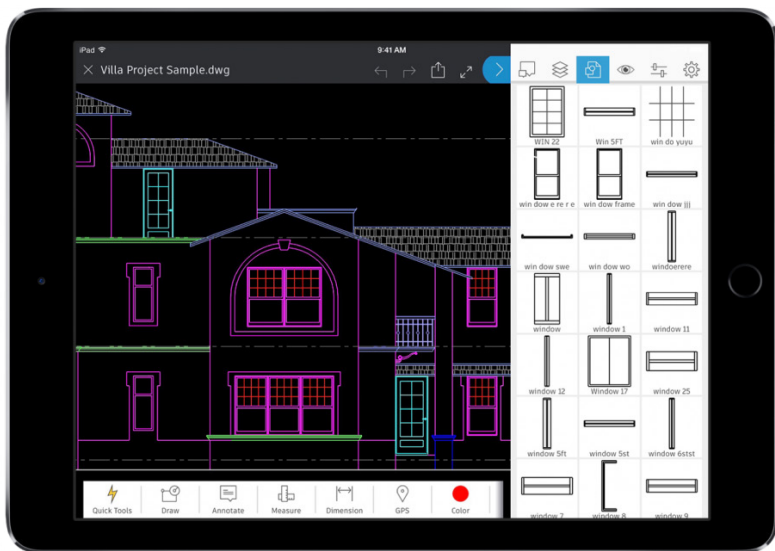 iPad 9:41 AM
Villa Project Sample.dwg
WIN 22 Win 5FT win do yuyu
win dow e re r e win dow frame win dow jjj
win dow swe win dow wo windoerere
window window 1 window 11
window 12 Window 17 window 25
window 5ft window 5st window 6stst
window 7 window 8 window 9
Quick Tools Draw Annotate Measure Dimension GPS Color